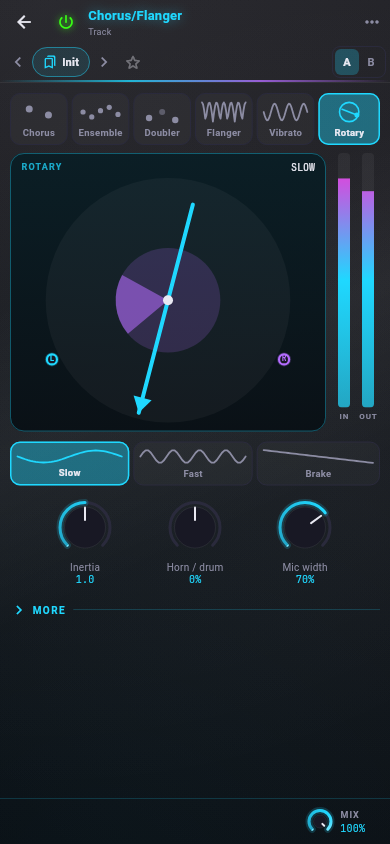 Chorus/Flanger
Track
Init
A
B
Chorus
Ensemble
Doubler
Flanger
Vibrato
Rotary
ROTARY
SLOW
L
R
IN
OUT
Slow
Fast
Brake
Inertia
1.0
Horn / drum
0%
Mic width
70%
MORE
MIX
100%